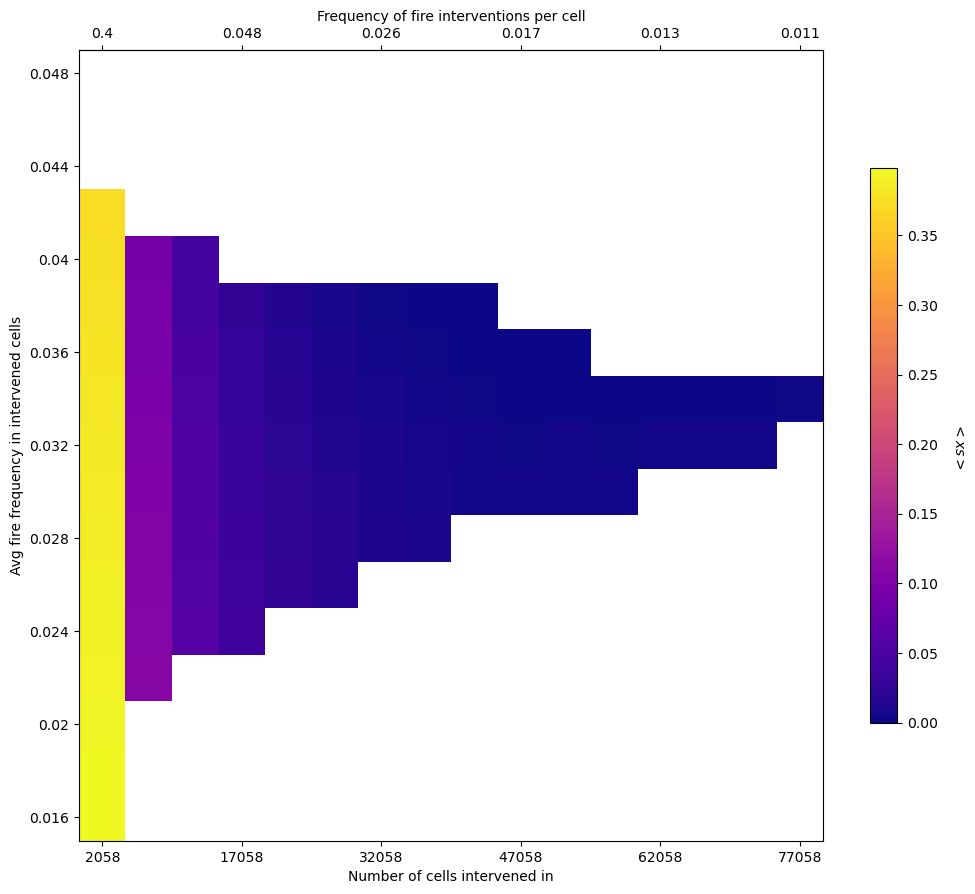 Frequency of fire interventions per cell
0.4 0.048 0.026 0.017 0.013 0.011
0.048
0.044
0.04
0.036
0.032
0.028
0.024
0.02
0.016
Avg fire frequency in intervened cells
2058 17058 32058 47058 62058 77058
Number of cells intervened in
0.35
0.30
0.25
0.20
0.15
0.10
0.05
0.00
< sx >